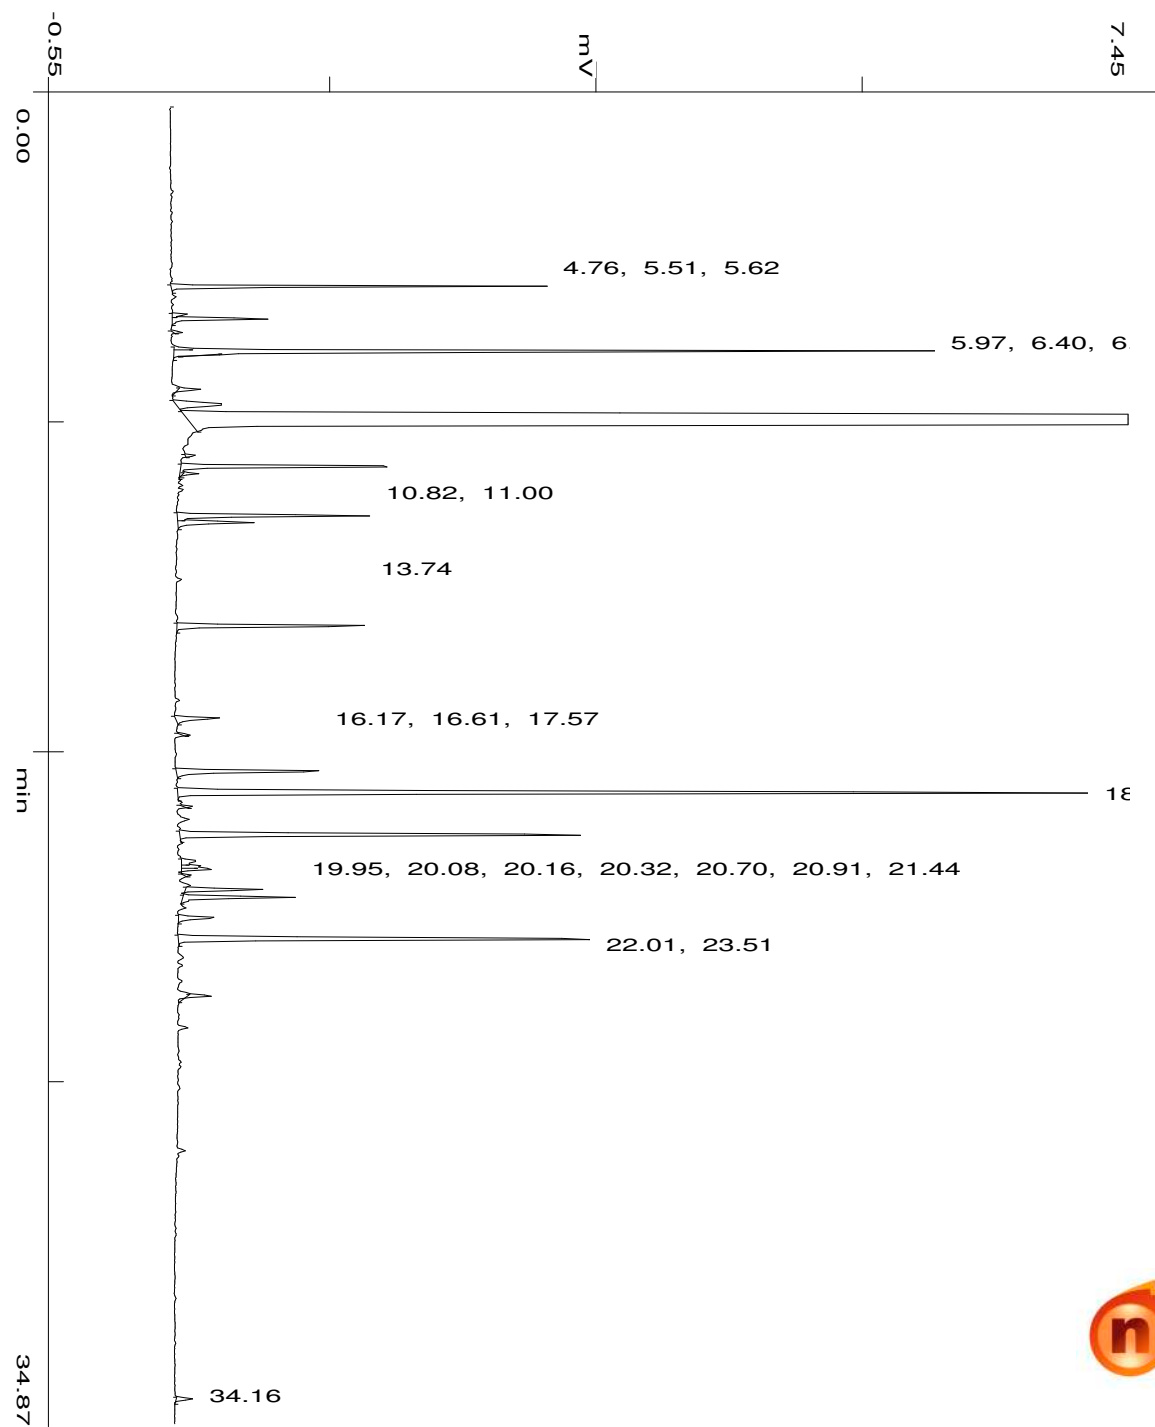 -0.55
mV
7.45
0.00
4.76, 5.51, 5.62
5.97, 6.40, 6.
10.82, 11.00
13.74
16.17, 16.61, 17.57
min
18
19.95, 20.08, 20.16, 20.32, 20.70, 20.91, 21.44
22.01, 23.51
n
34.87
34.16